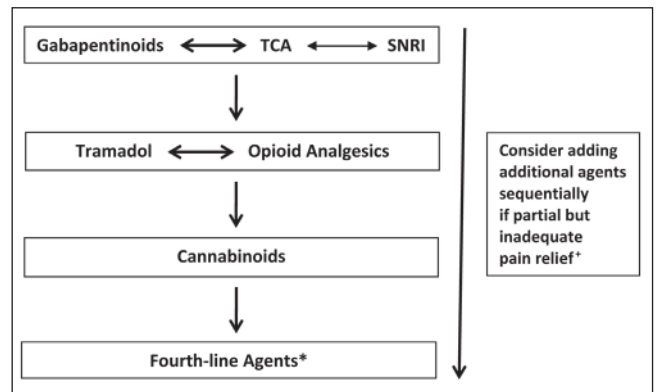 Gabapentinoids TCA SNRI
Tramadol Opioid Analgesics
Cannabinoids
Fourth-line Agents*
Consider adding
additional agents
sequentially
if partial but
inadequate
pain relief+